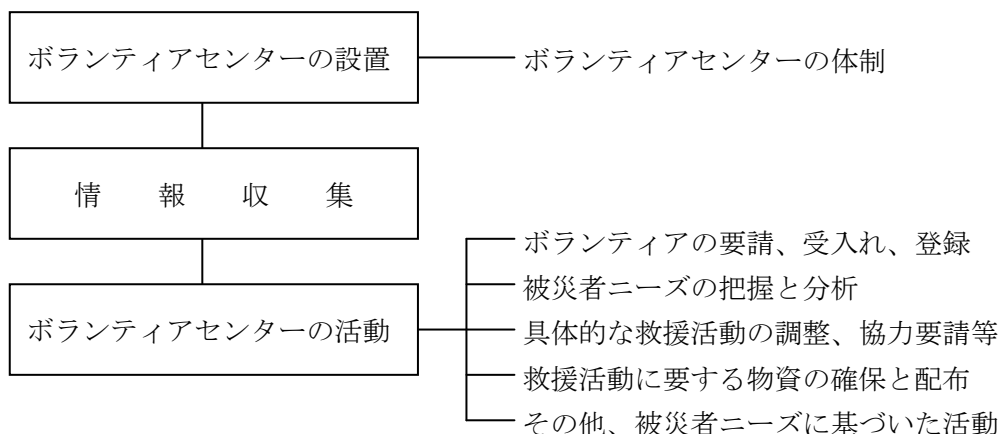 ボランティアセンターの設置
ボランティアセンターの体制
情報収集
ボランティアセンターの活動
ボランティアの要請、受入れ、登録
被災者ニーズの把握と分析
具体的な救援活動の調整、協力要請等
救援活動に要する物資の確保と配布
その他、被災者ニーズに基づいた活動